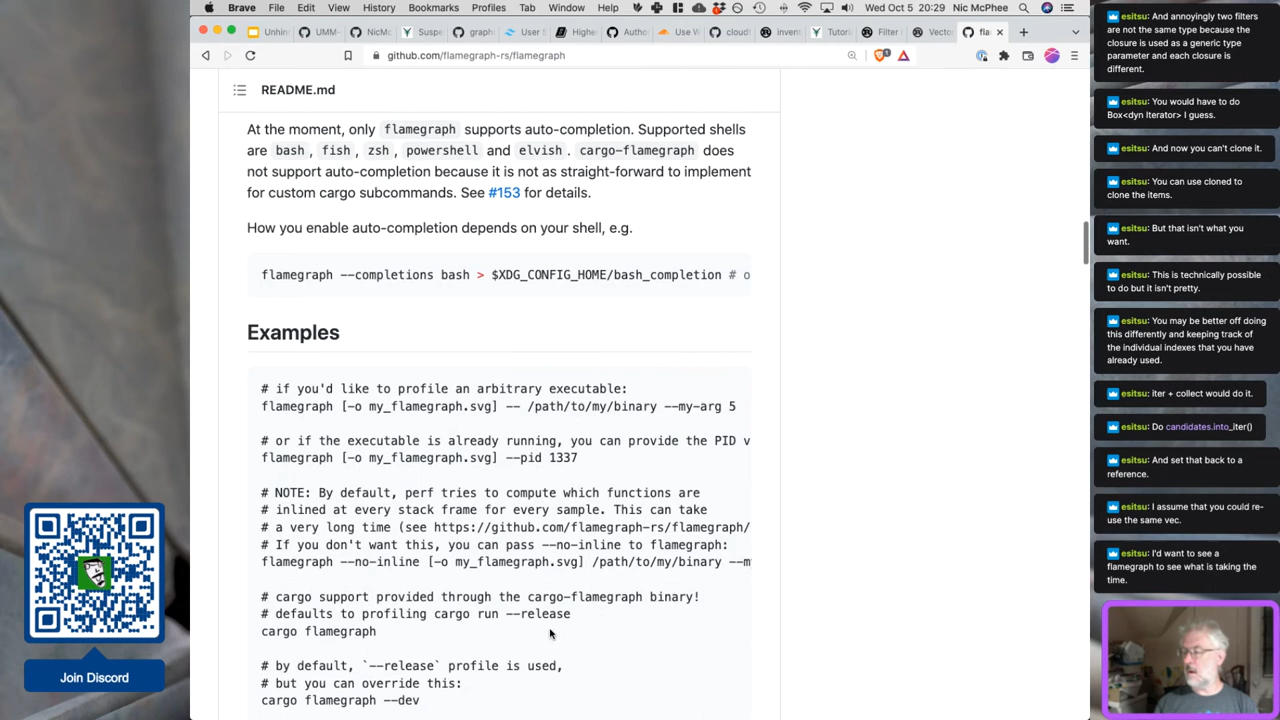 Brave File Edit View History Bookmarks Profiles Tab Window Help Wed Oct 5 20:29 Nic McPhee
Unhin UMM- NicMc Suspe graph User S Higher Autho Use W cloudf invent Tutori Filter Vector fla
github.com/flamegraph-rs/flamegraph
README.md
At the moment, only flamegraph supports auto-completion. Supported shells
are bash, fish, zsh, powershell and elvish. cargo-flamegraph does
not support auto-completion because it is not as straight-forward to implement
for custom cargo subcommands. See #153 for details.
How you enable auto-completion depends on your shell, e.g.
flamegraph --completions bash > $XDG_CONFIG_HOME/bash_completion # o
Examples
# if you'd like to profile an arbitrary executable:
flamegraph [-o my_flamegraph.svg] -- /path/to/my/binary --my-arg 5
# or if the executable is already running, you can provide the PID v
flamegraph [-o my_flamegraph.svg] --pid 1337
# NOTE: By default, perf tries to compute which functions are
# inlined at every stack frame for every sample. This can take
# a very long time (see https://github.com/flamegraph-rs/flamegraph/
# If you don't want this, you can pass --no-inline to flamegraph:
flamegraph --no-inline [-o my_flamegraph.svg] /path/to/my/binary --m
# cargo support provided through the cargo-flamegraph binary!
# defaults to profiling cargo run --release
cargo flamegraph
# by default, `--release` profile is used,
# but you can override this:
cargo flamegraph --dev
Join Discord
esitsu: And annoyingly two filters
are not the same type because the
closure is used as a generic type
parameter and each closure is
different.
esitsu: You would have to do
Box<dyn Iterator> I guess.
esitsu: And now you can't clone it.
esitsu: You can use cloned to
clone the items.
esitsu: But that isn't what you
want.
esitsu: This is technically possible
to do but it isn't pretty.
esitsu: You may be better off doing
this differently and keeping track of
the individual indexes that you have
already used.
esitsu: iter + collect would do it.
esitsu: Do candidates.into_iter()
esitsu: And set that back to a
reference.
esitsu: I assume that you could re-
use the same vec.
esitsu: I'd want to see a
flamegraph to see what is taking the
time.